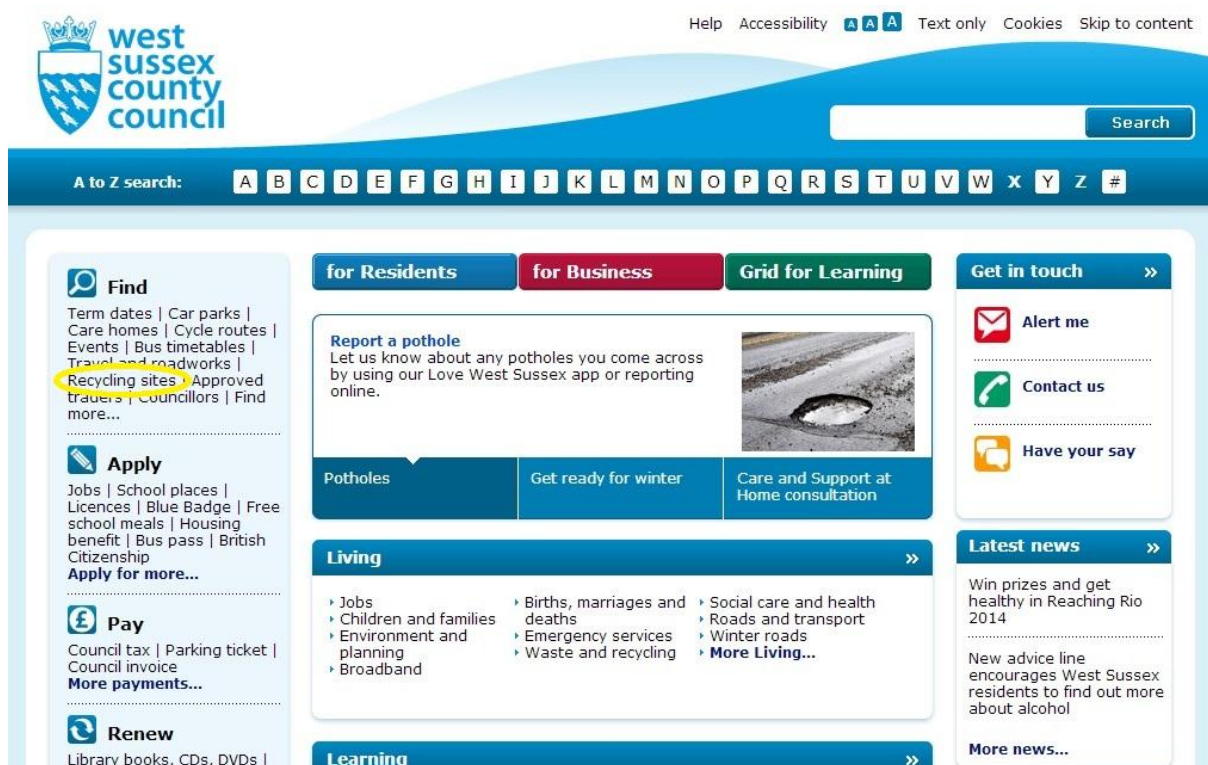 Help Accessibility A A A Text only Cookies Skip to content
west
sussex
county
council
Search
A to Z search: A B C D E F G H I J K L M N O P Q R S T U V W X Y Z #
Find
Term dates | Car parks |
Care homes | Cycle routes |
Events | Bus timetables |
Travel and roadworks |
Recycling sites | Approved
traders | Councillors | Find
more...
Apply
Jobs | School places |
Licences | Blue Badge | Free
school meals | Housing
benefit | Bus pass | British
Citizenship
Apply for more...
£ Pay
Council tax | Parking ticket |
Council invoice
More payments...
Renew
Library books, CDs, DVDs |
for Residents
for Business
Grid for Learning
Report a pothole
Let us know about any potholes you come across
by using our Love West Sussex app or reporting
online.
Potholes
Get ready for winter
Care and Support at
Home consultation
Living »
Jobs
Children and families
Environment and
planning
Broadband
Births, marriages and
deaths
Emergency services
Waste and recycling
Social care and health
Roads and transport
Winter roads
More Living...
Learning »
Get in touch »
Alert me
Contact us
Have your say
Latest news »
Win prizes and get
healthy in Reaching Rio
2014
New advice line
encourages West Sussex
residents to find out more
about alcohol
More news...